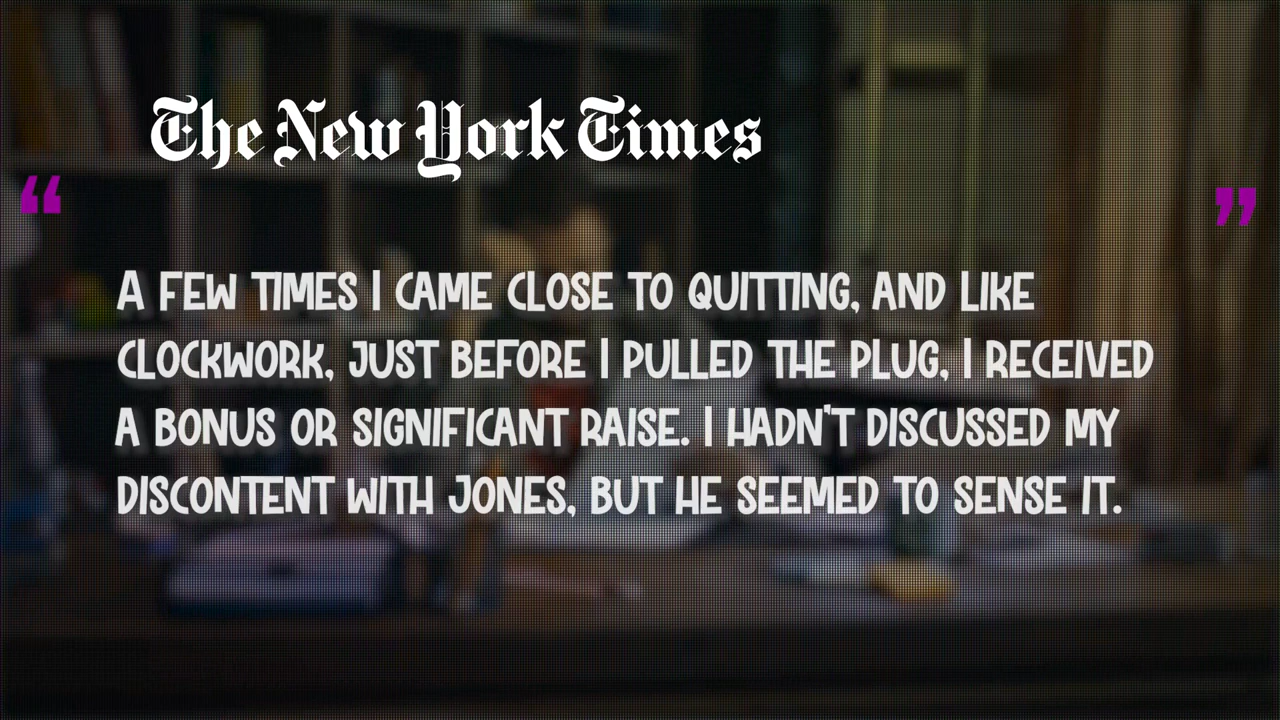 The New York Times
“ ”
A FEW TIMES I CAME CLOSE TO QUITTING, AND LIKE
CLOCKWORK, JUST BEFORE I PULLED THE PLUG, I RECEIVED
A BONUS OR SIGNIFICANT RAISE. I HADN'T DISCUSSED MY
DISCONTENT WITH JONES, BUT HE SEEMED TO SENSE IT.